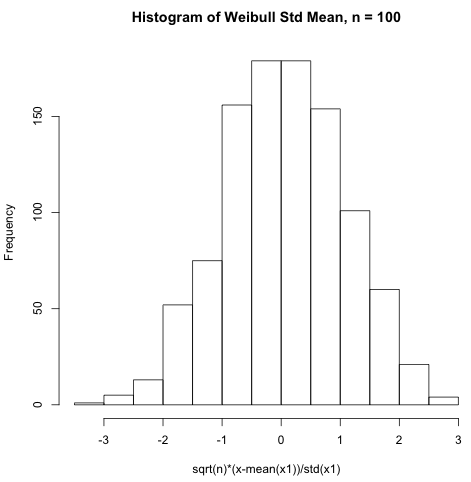 Histogram of Weibull Std Mean, n = 100
Frequency
150
100
50
0
-3 -2 -1 0 1 2 3
sqrt(n)*(x-mean(x1))/std(x1)